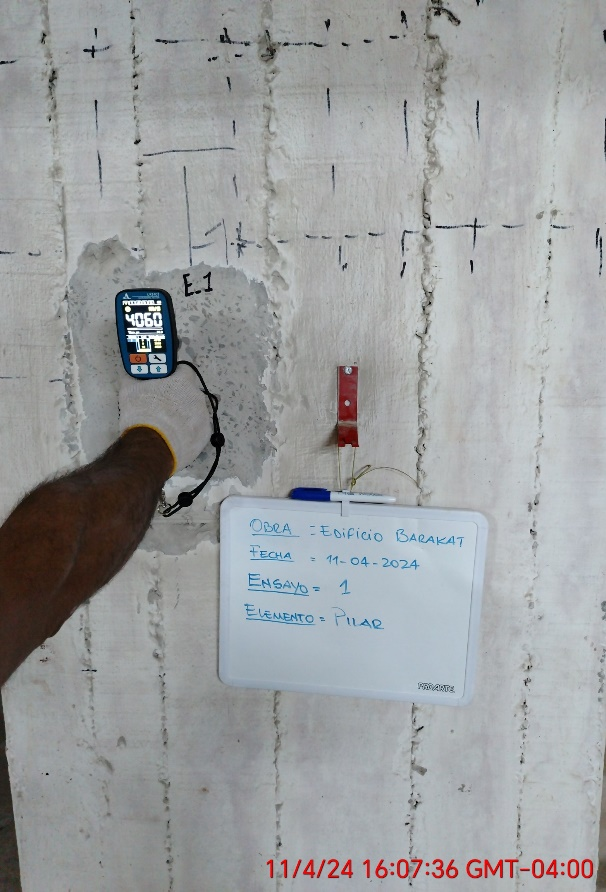 E.1
4060
OBRA = EDIFICIO BARAKAT
FECHA = 11-04-2024
ENSAYO = 1
ELEMENTO = PILAR
PROARTE
11/4/24 16:07:36 GMT-04:00